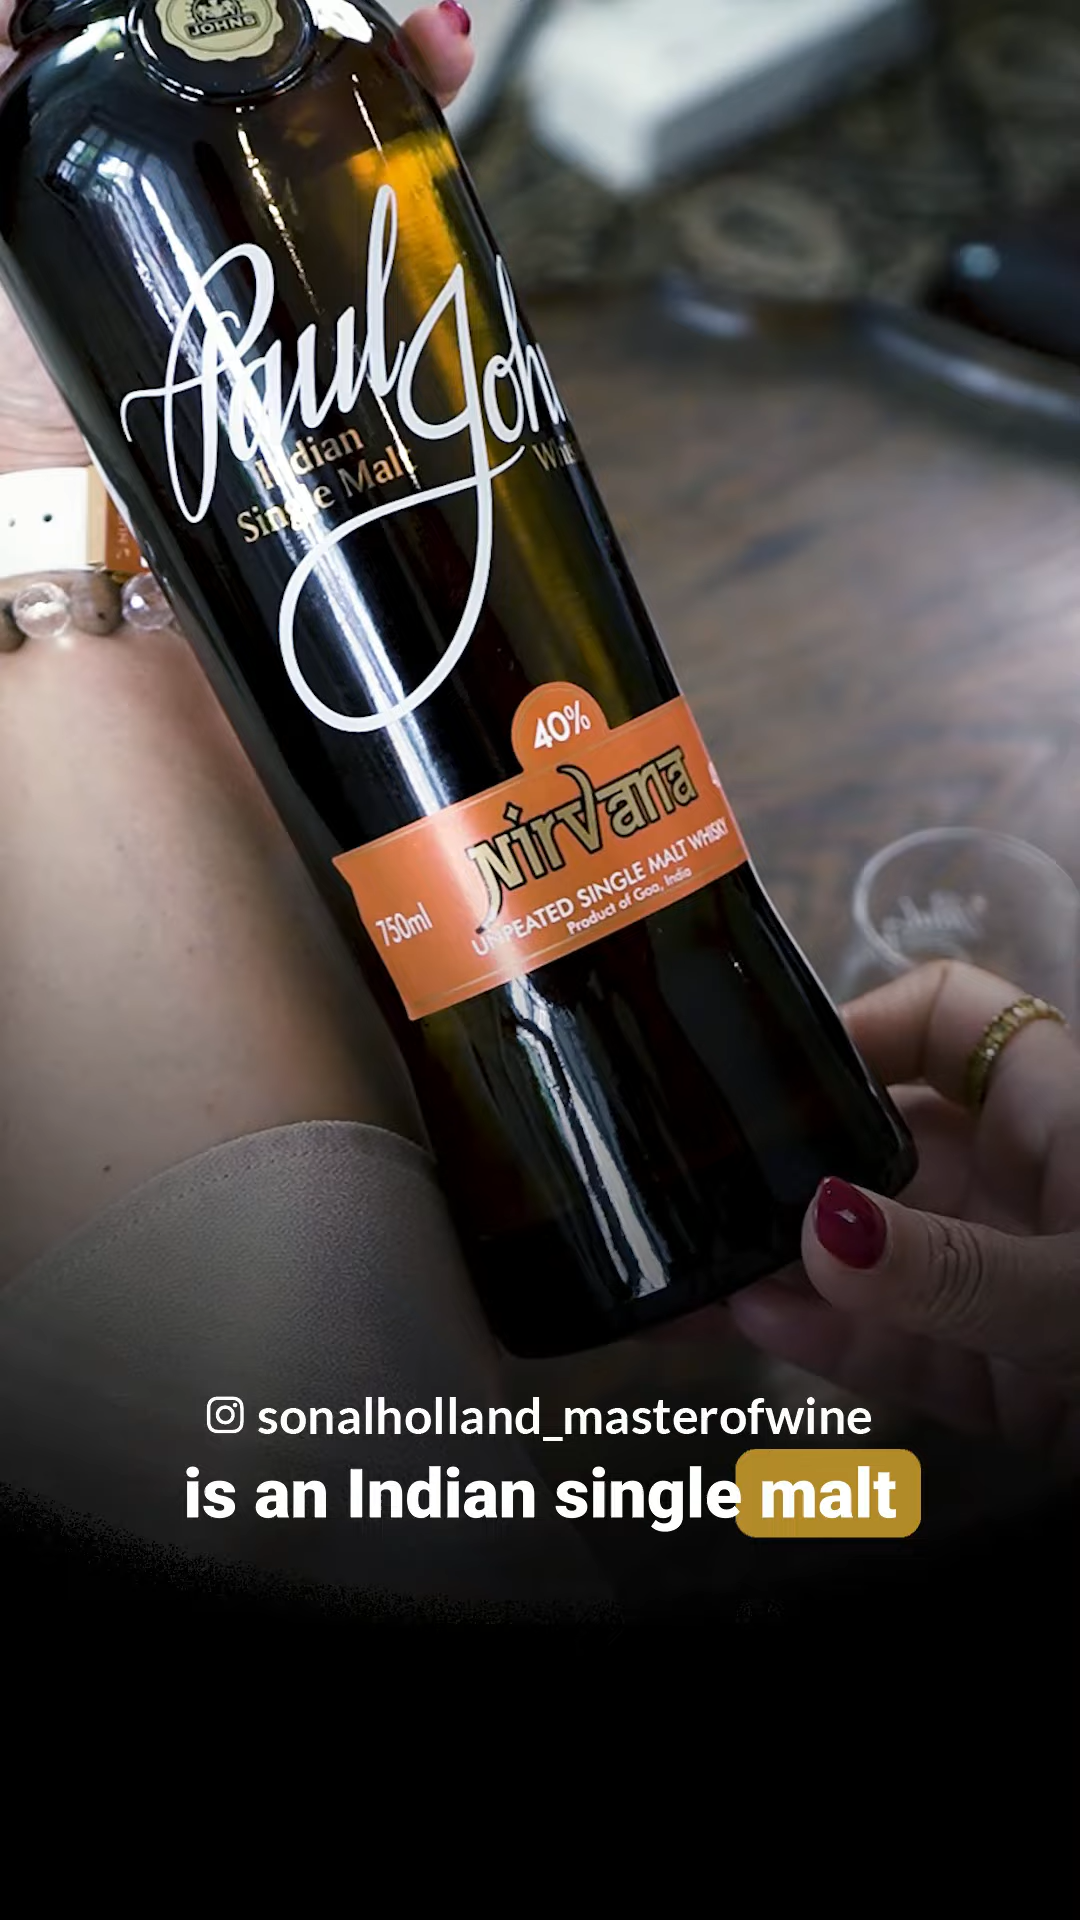 JOHNS
Paul John
Indian
Single Malt
40%
Nirvana
750ml
UNPEATED SINGLE MALT WHISKY
Product of Goa, India
sonalholland_masterofwine
is an Indian single malt